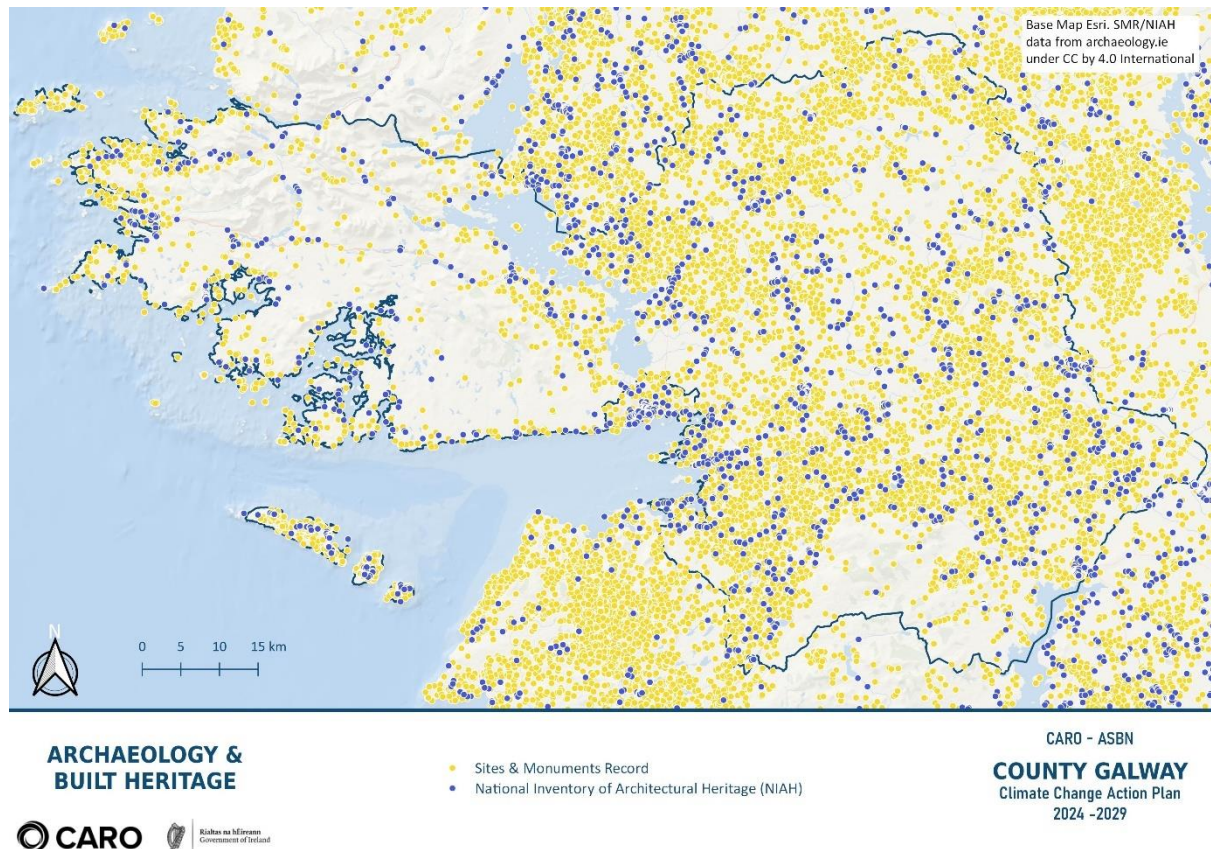 Base Map Esri. SMR/NIAH
data from archaeology.ie
under CC by 4.0 International
N
0 5 10 15 km
ARCHAEOLOGY &
BUILT HERITAGE
Sites & Monuments Record
National Inventory of Architectural Heritage (NIAH)
CARO - ASBN
COUNTY GALWAY
Climate Change Action Plan
2024 -2029
CARO
Rialtas na hÉireann
Government of Ireland